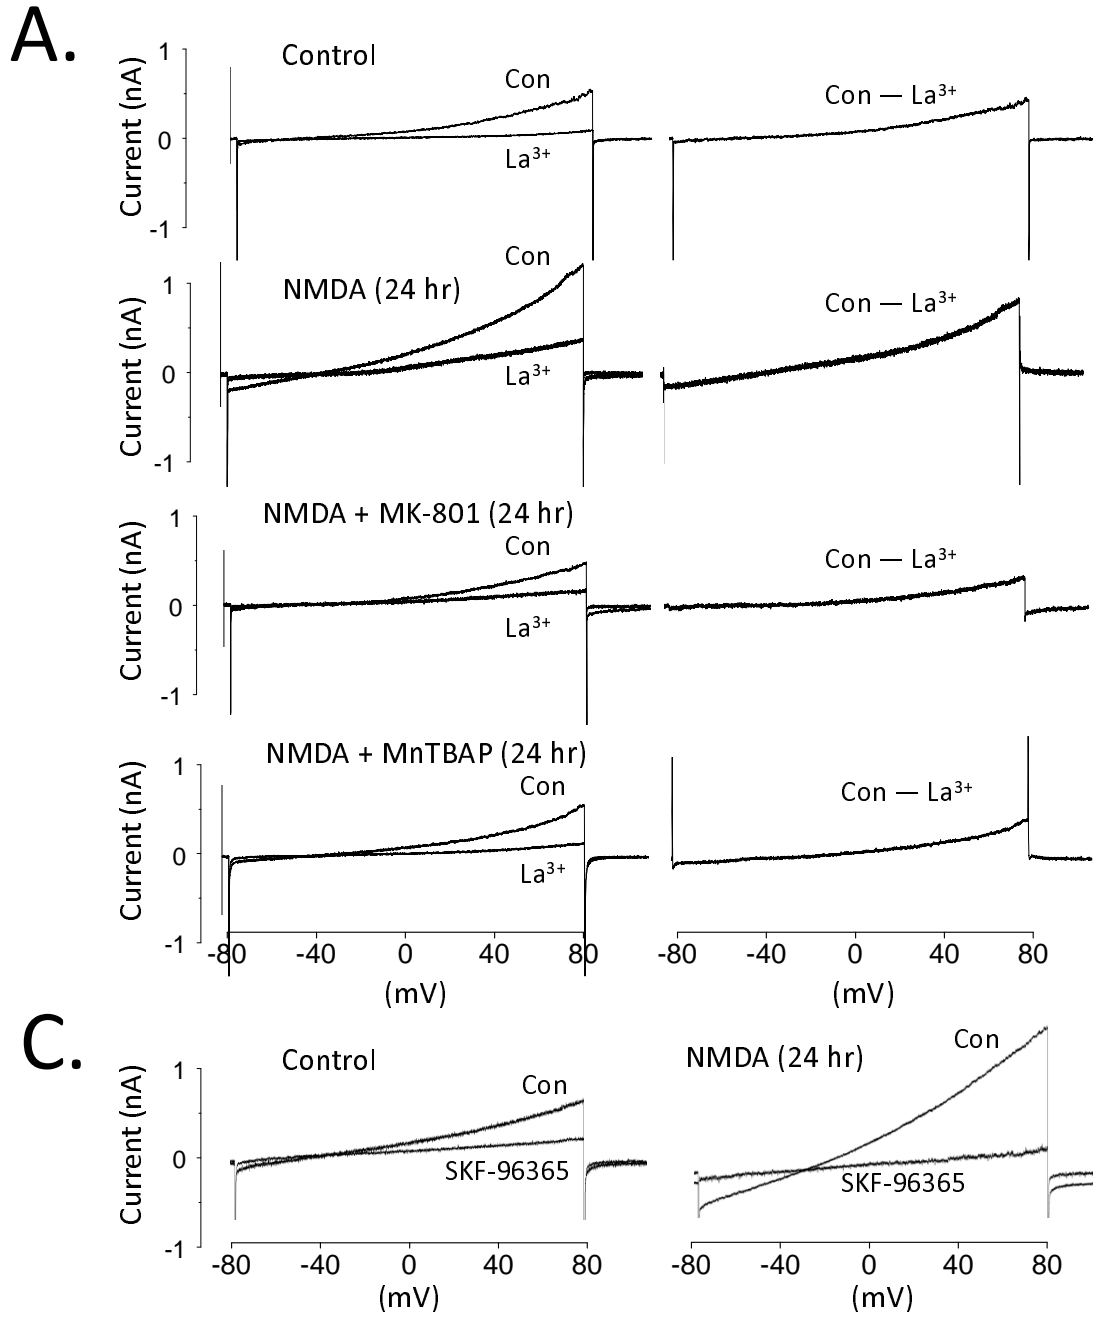 A.
Control
Current (nA)
1
0
-1
Con
La³⁺
Con — La³⁺
NMDA (24 hr)
Current (nA)
1
0
-1
Con
La³⁺
Con — La³⁺
NMDA + MK-801 (24 hr)
Current (nA)
1
0
-1
Con
La³⁺
Con — La³⁺
NMDA + MnTBAP (24 hr)
Current (nA)
1
0
-1
Con
La³⁺
Con — La³⁺
-80 -40 0 40 80
(mV)
-80 -40 0 40 80
(mV)
C.
Control
Current (nA)
1
0
-1
Con
SKF-96365
-80 -40 0 40 80
(mV)
NMDA (24 hr)
Con
SKF-96365
-80 -40 0 40 80
(mV)